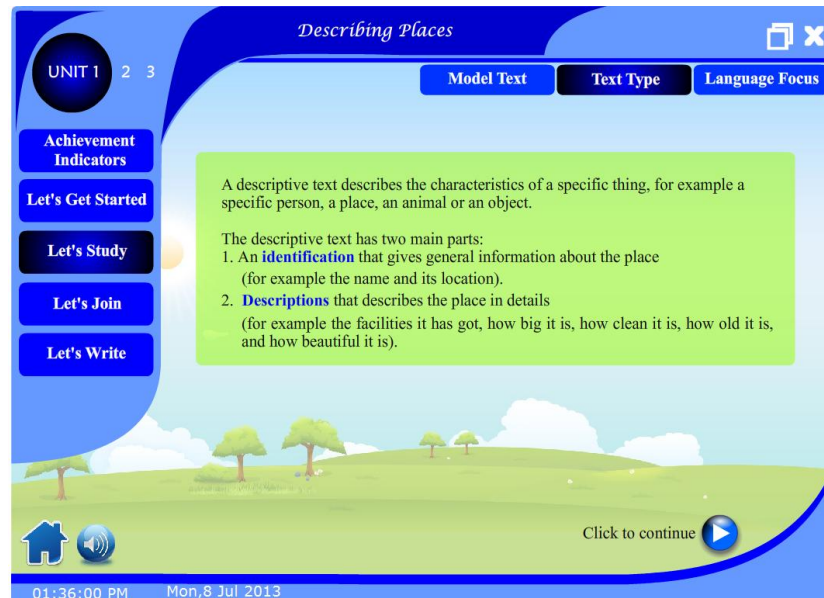 Describing Places
UNIT 1 2 3
Model Text
Text Type
Language Focus
Achievement
Indicators
Let's Get Started
Let's Study
Let's Join
Let's Write
A descriptive text describes the characteristics of a specific thing, for example a
specific person, a place, an animal or an object.
The descriptive text has two main parts:
1. An identification that gives general information about the place
(for example the name and its location).
2. Descriptions that describes the place in details
(for example the facilities it has got, how big it is, how clean it is, how old it is,
and how beautiful it is).
Click to continue
01:36:00 PM Mon,8 Jul 2013